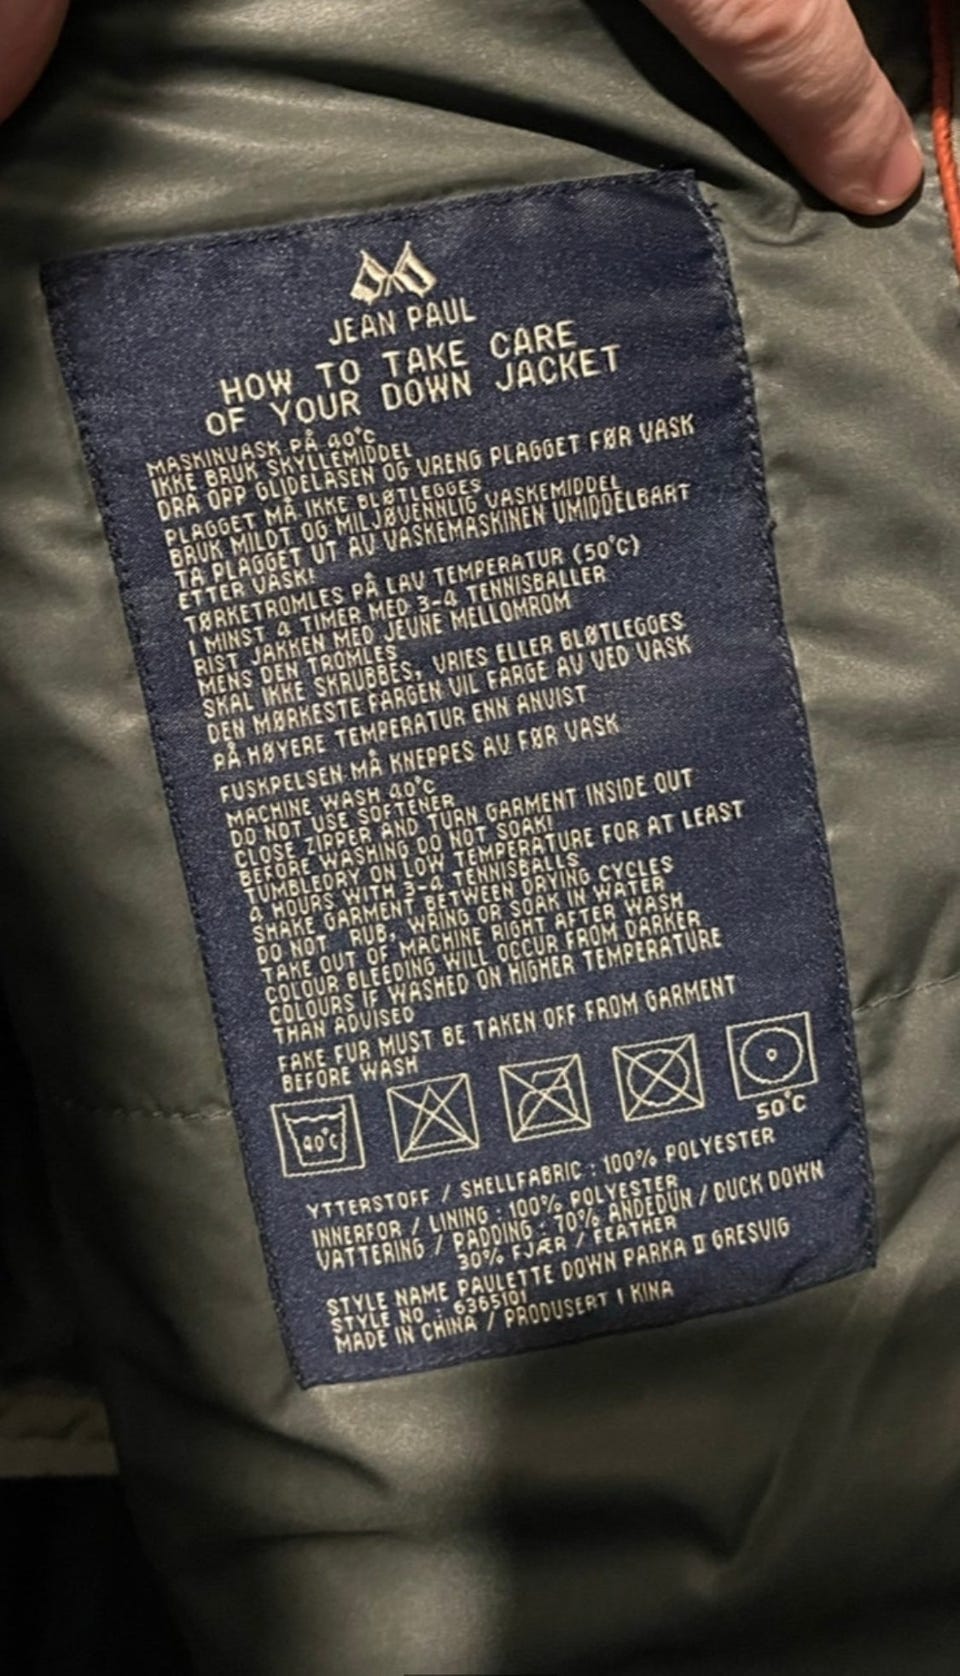 JEAN PAUL
HOW TO TAKE CARE
OF YOUR DOWN JACKET
MASKINVASK PÅ 40°C
IKKE BRUK SKYLLEMIDDEL
DRA OPP GLIDELÅSEN OG VRENG PLAGGET FØR VASK
PLAGGET MÅ IKKE BLØTLEGGES
BRUK MILDT OG MILJØVENNLIG VASKEMIDDEL
TA PLAGGET UT AV VASKEMASKINEN UMIDDELBART
ETTER VASK!
TØRKETROMLES PÅ LAV TEMPERATUR (50°C)
I MINST 4 TIMER MED 3-4 TENNISBALLER
RIST JAKKEN MED JEVNE MELLOMROM
MENS DEN TROMLES
SKAL IKKE SKRUBBES, VRIES ELLER BLØTLEGGES
DEN MØRKESTE FARGEN VIL FARGE AV VED VASK
PÅ HØYERE TEMPERATUR ENN ANVIST
FUSKPELSEN MÅ KNEPPES AV FØR VASK
MACHINE WASH 40°C
DO NOT USE SOFTENER
CLOSE ZIPPER AND TURN GARMENT INSIDE OUT
BEFORE WASHING DO NOT SOAK!
TUMBLEDRY ON LOW TEMPERATURE FOR AT LEAST
4 HOURS WITH 3-4 TENNISBALLS
SHAKE GARMENT BETWEEN DRYING CYCLES
DO NOT RUB, WRING OR SOAK IN WATER
TAKE OUT OF MACHINE RIGHT AFTER WASH
COLOUR BLEEDING WILL OCCUR FROM DARKER
COLOURS IF WASHED ON HIGHER TEMPERATURE
THAN ADVISED
FAKE FUR MUST BE TAKEN OFF FROM GARMENT
BEFORE WASH
40°C
50°C
YTTERSTOFF / SHELLFABRIC : 100% POLYESTER
INNERFOR / LINING : 100% POLYESTER
VATTERING / PADDING : 70% ANDEDUN / DUCK DOWN
30% FJÆR / FEATHER
STYLE NAME PAULETTE DOWN PARKA II GRESVIG
STYLE NO : 6365101
MADE IN CHINA / PRODUSERT I KINA